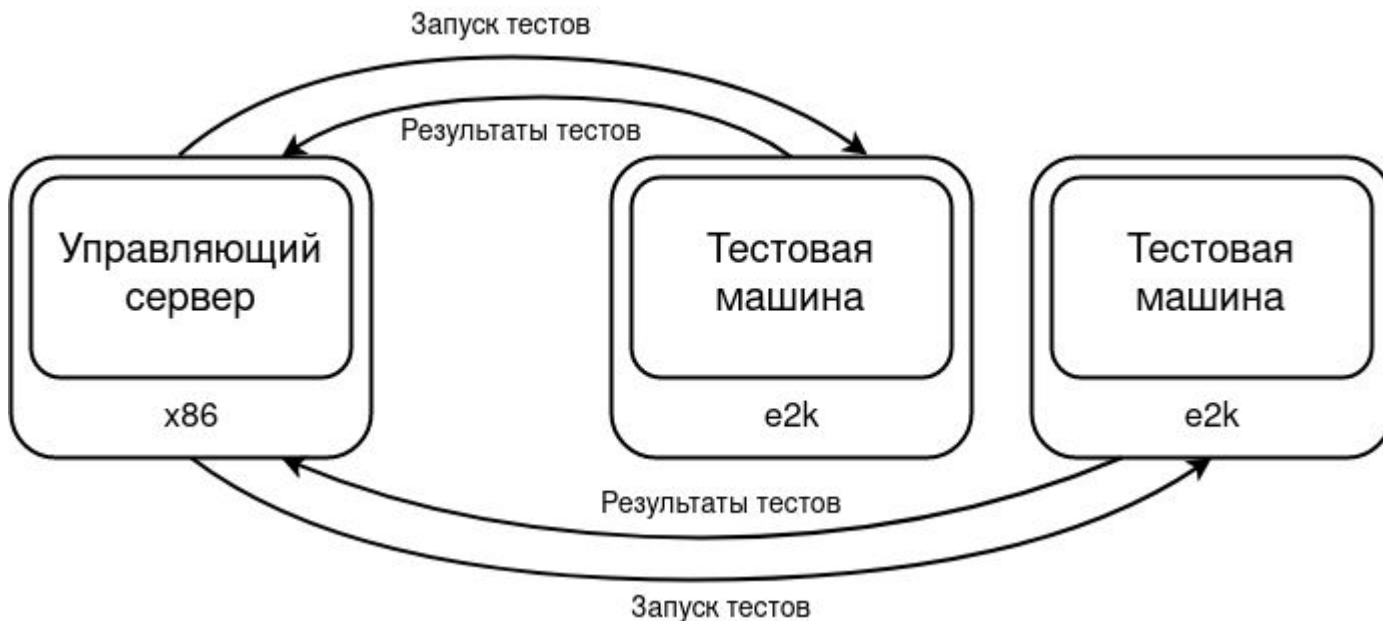 Запуск тестов
Результаты тестов
Управляющий
сервер
x86
Тестовая
машина
e2k
Тестовая
машина
e2k
Результаты тестов
Запуск тестов